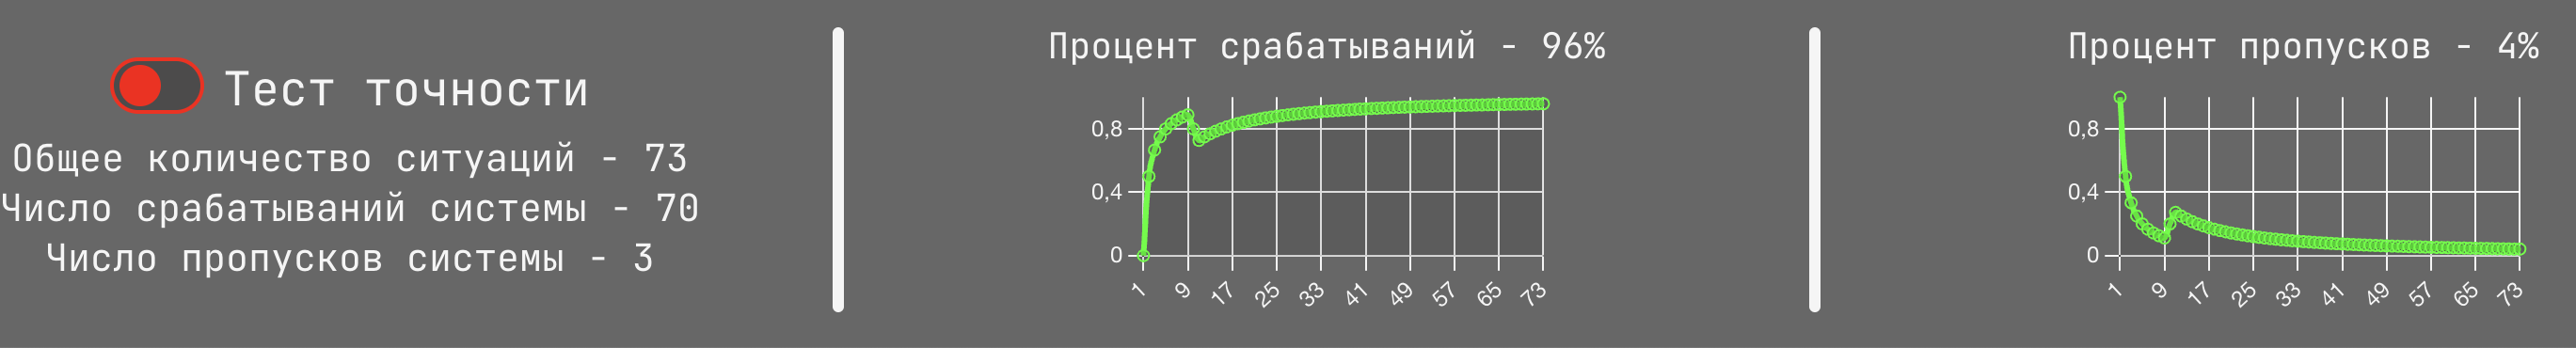 Тест точности
Общее количество ситуаций - 73
Число срабатываний системы - 70
Число пропусков системы - 3
Процент срабатываний - 96%
0,8
0,4
0
1 9 17 25 33 41 49 57 65 73
Процент пропусков - 4%
0,8
0,4
0
1 9 17 25 33 41 49 57 65 73